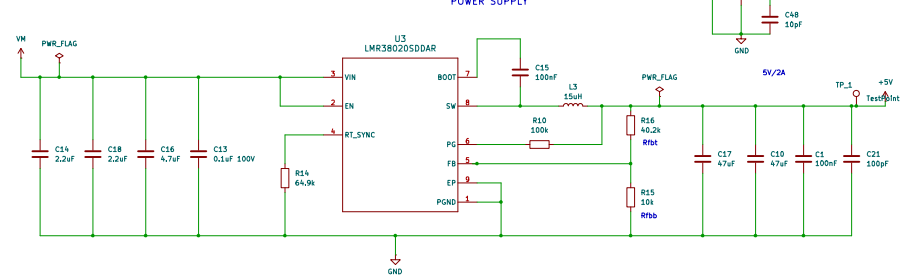 POWER SUPPLY
C48
10pF
GND
VM
PWR_FLAG
U3
LMR38020SDDAR
3
VIN
BOOT
7
2
EN
SW
8
4
RT_SYNC
PG
6
FB
5
EP
9
PGND
1
C14
2.2uF
C18
2.2uF
C16
4.7uF
C13
0.1uF 100V
R14
64.9k
C15
100nF
L3
15uH
R10
100k
PWR_FLAG
R16
40.2k
Rfbt
R15
10k
Rfbb
5V/2A
TP_1
TestPoint
+5V
C17
47uF
C10
47uF
C1
100nF
C21
100pF
GND